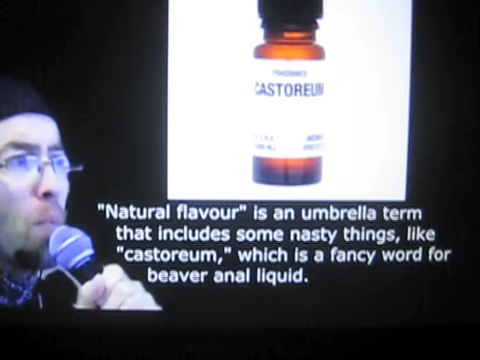 CASTOREUM
"Natural flavour" is an umbrella term
that includes some nasty things, like
"castoreum," which is a fancy word for
beaver anal liquid.